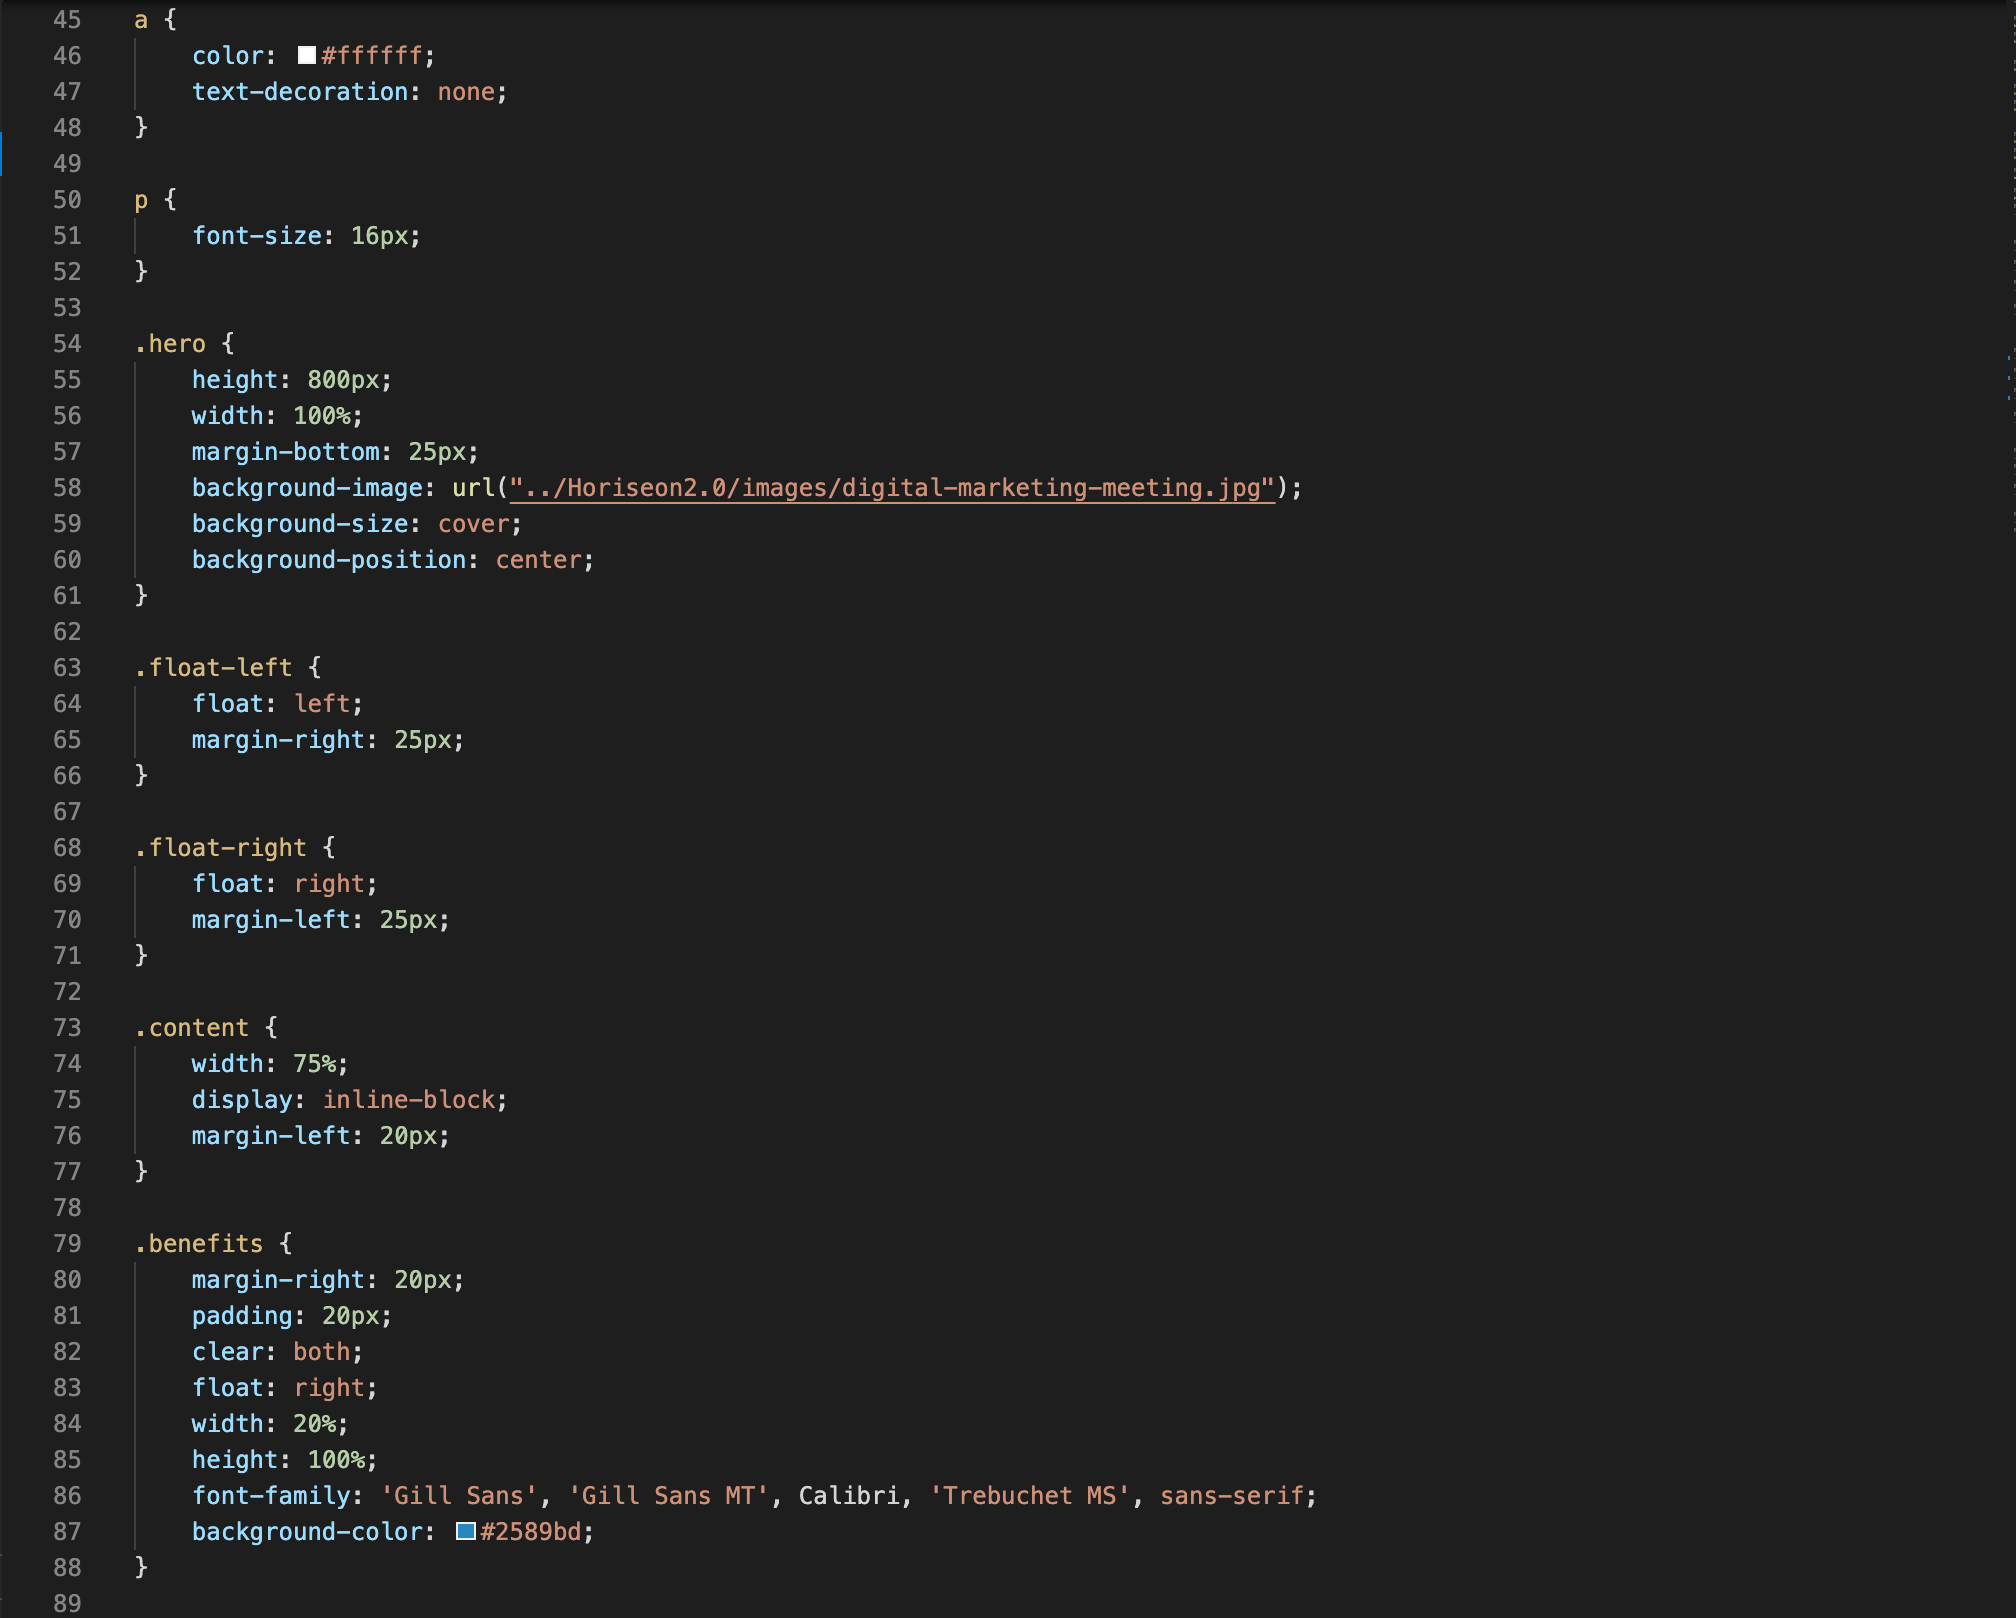 45 a {
46 color: #ffffff;
47 text-decoration: none;
48 }
49
50 p {
51 font-size: 16px;
52 }
53
54 .hero {
55 height: 800px;
56 width: 100%;
57 margin-bottom: 25px;
58 background-image: url("../Horiseon2.0/images/digital-marketing-meeting.jpg");
59 background-size: cover;
60 background-position: center;
61 }
62
63 .float-left {
64 float: left;
65 margin-right: 25px;
66 }
67
68 .float-right {
69 float: right;
70 margin-left: 25px;
71 }
72
73 .content {
74 width: 75%;
75 display: inline-block;
76 margin-left: 20px;
77 }
78
79 .benefits {
80 margin-right: 20px;
81 padding: 20px;
82 clear: both;
83 float: right;
84 width: 20%;
85 height: 100%;
86 font-family: 'Gill Sans', 'Gill Sans MT', Calibri, 'Trebuchet MS', sans-serif;
87 background-color: #2589bd;
88 }
89